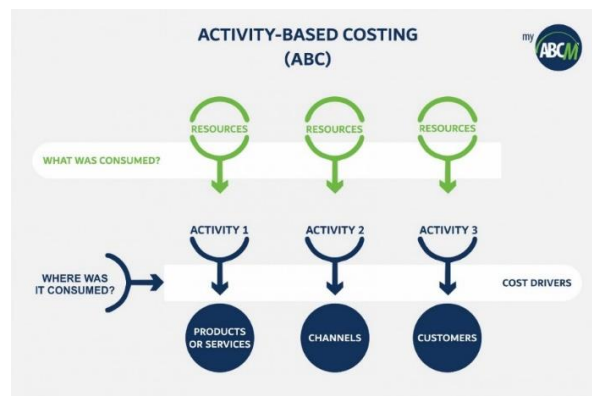 ACTIVITY-BASED COSTING
(ABC)
my
ABCM
RESOURCES RESOURCES RESOURCES
WHAT WAS CONSUMED?
ACTIVITY 1 ACTIVITY 2 ACTIVITY 3
WHERE WAS
IT CONSUMED?
COST DRIVERS
PRODUCTS
OR SERVICES
CHANNELS
CUSTOMERS